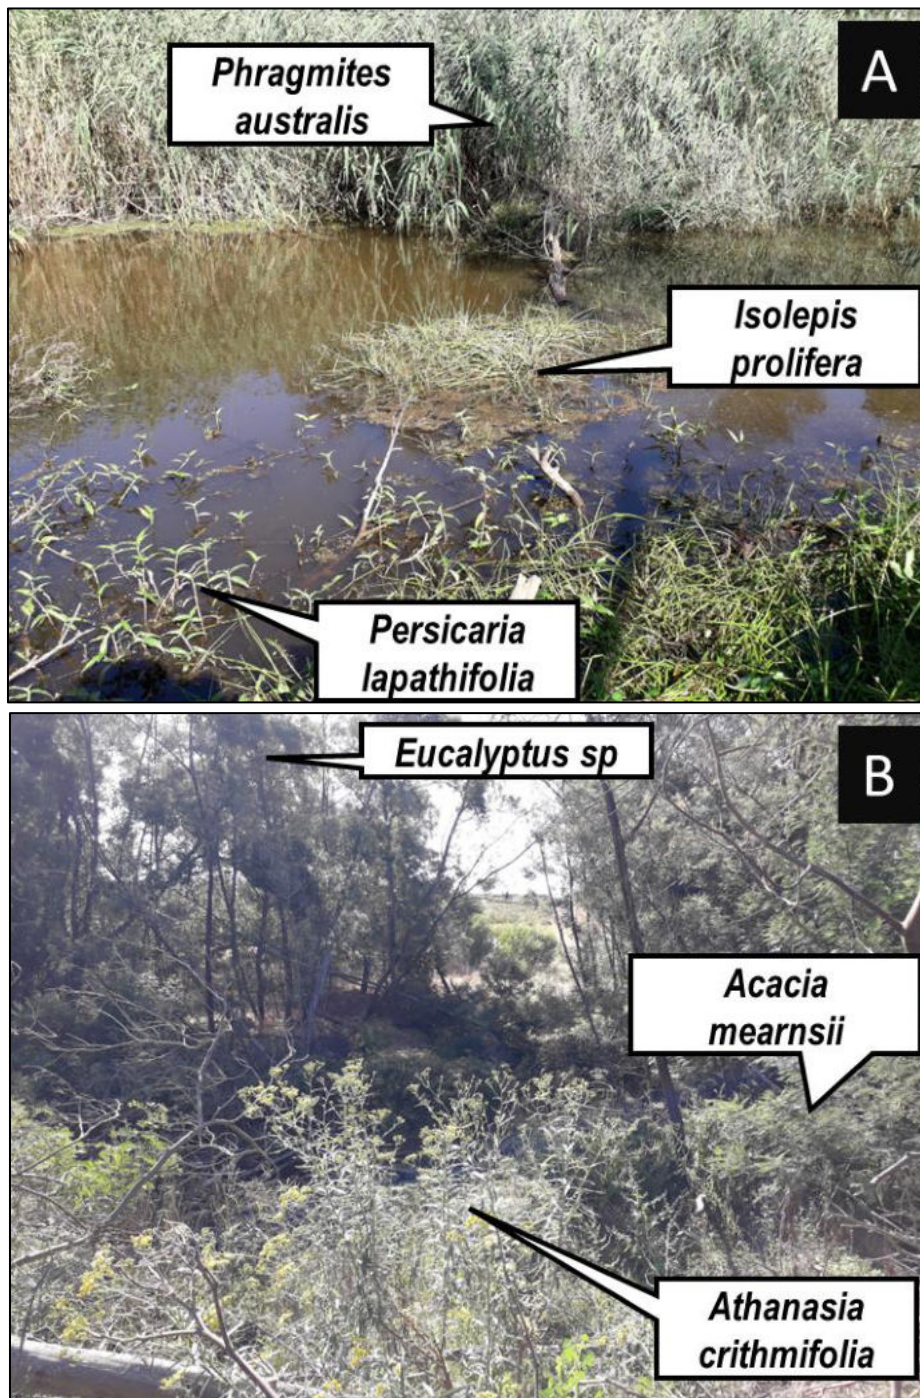 Phragmites
australis
A
Isolepis
prolifera
Persicaria
lapathifolia
Eucalyptus sp
B
Acacia
mearnsii
Athanasia
crithmifolia